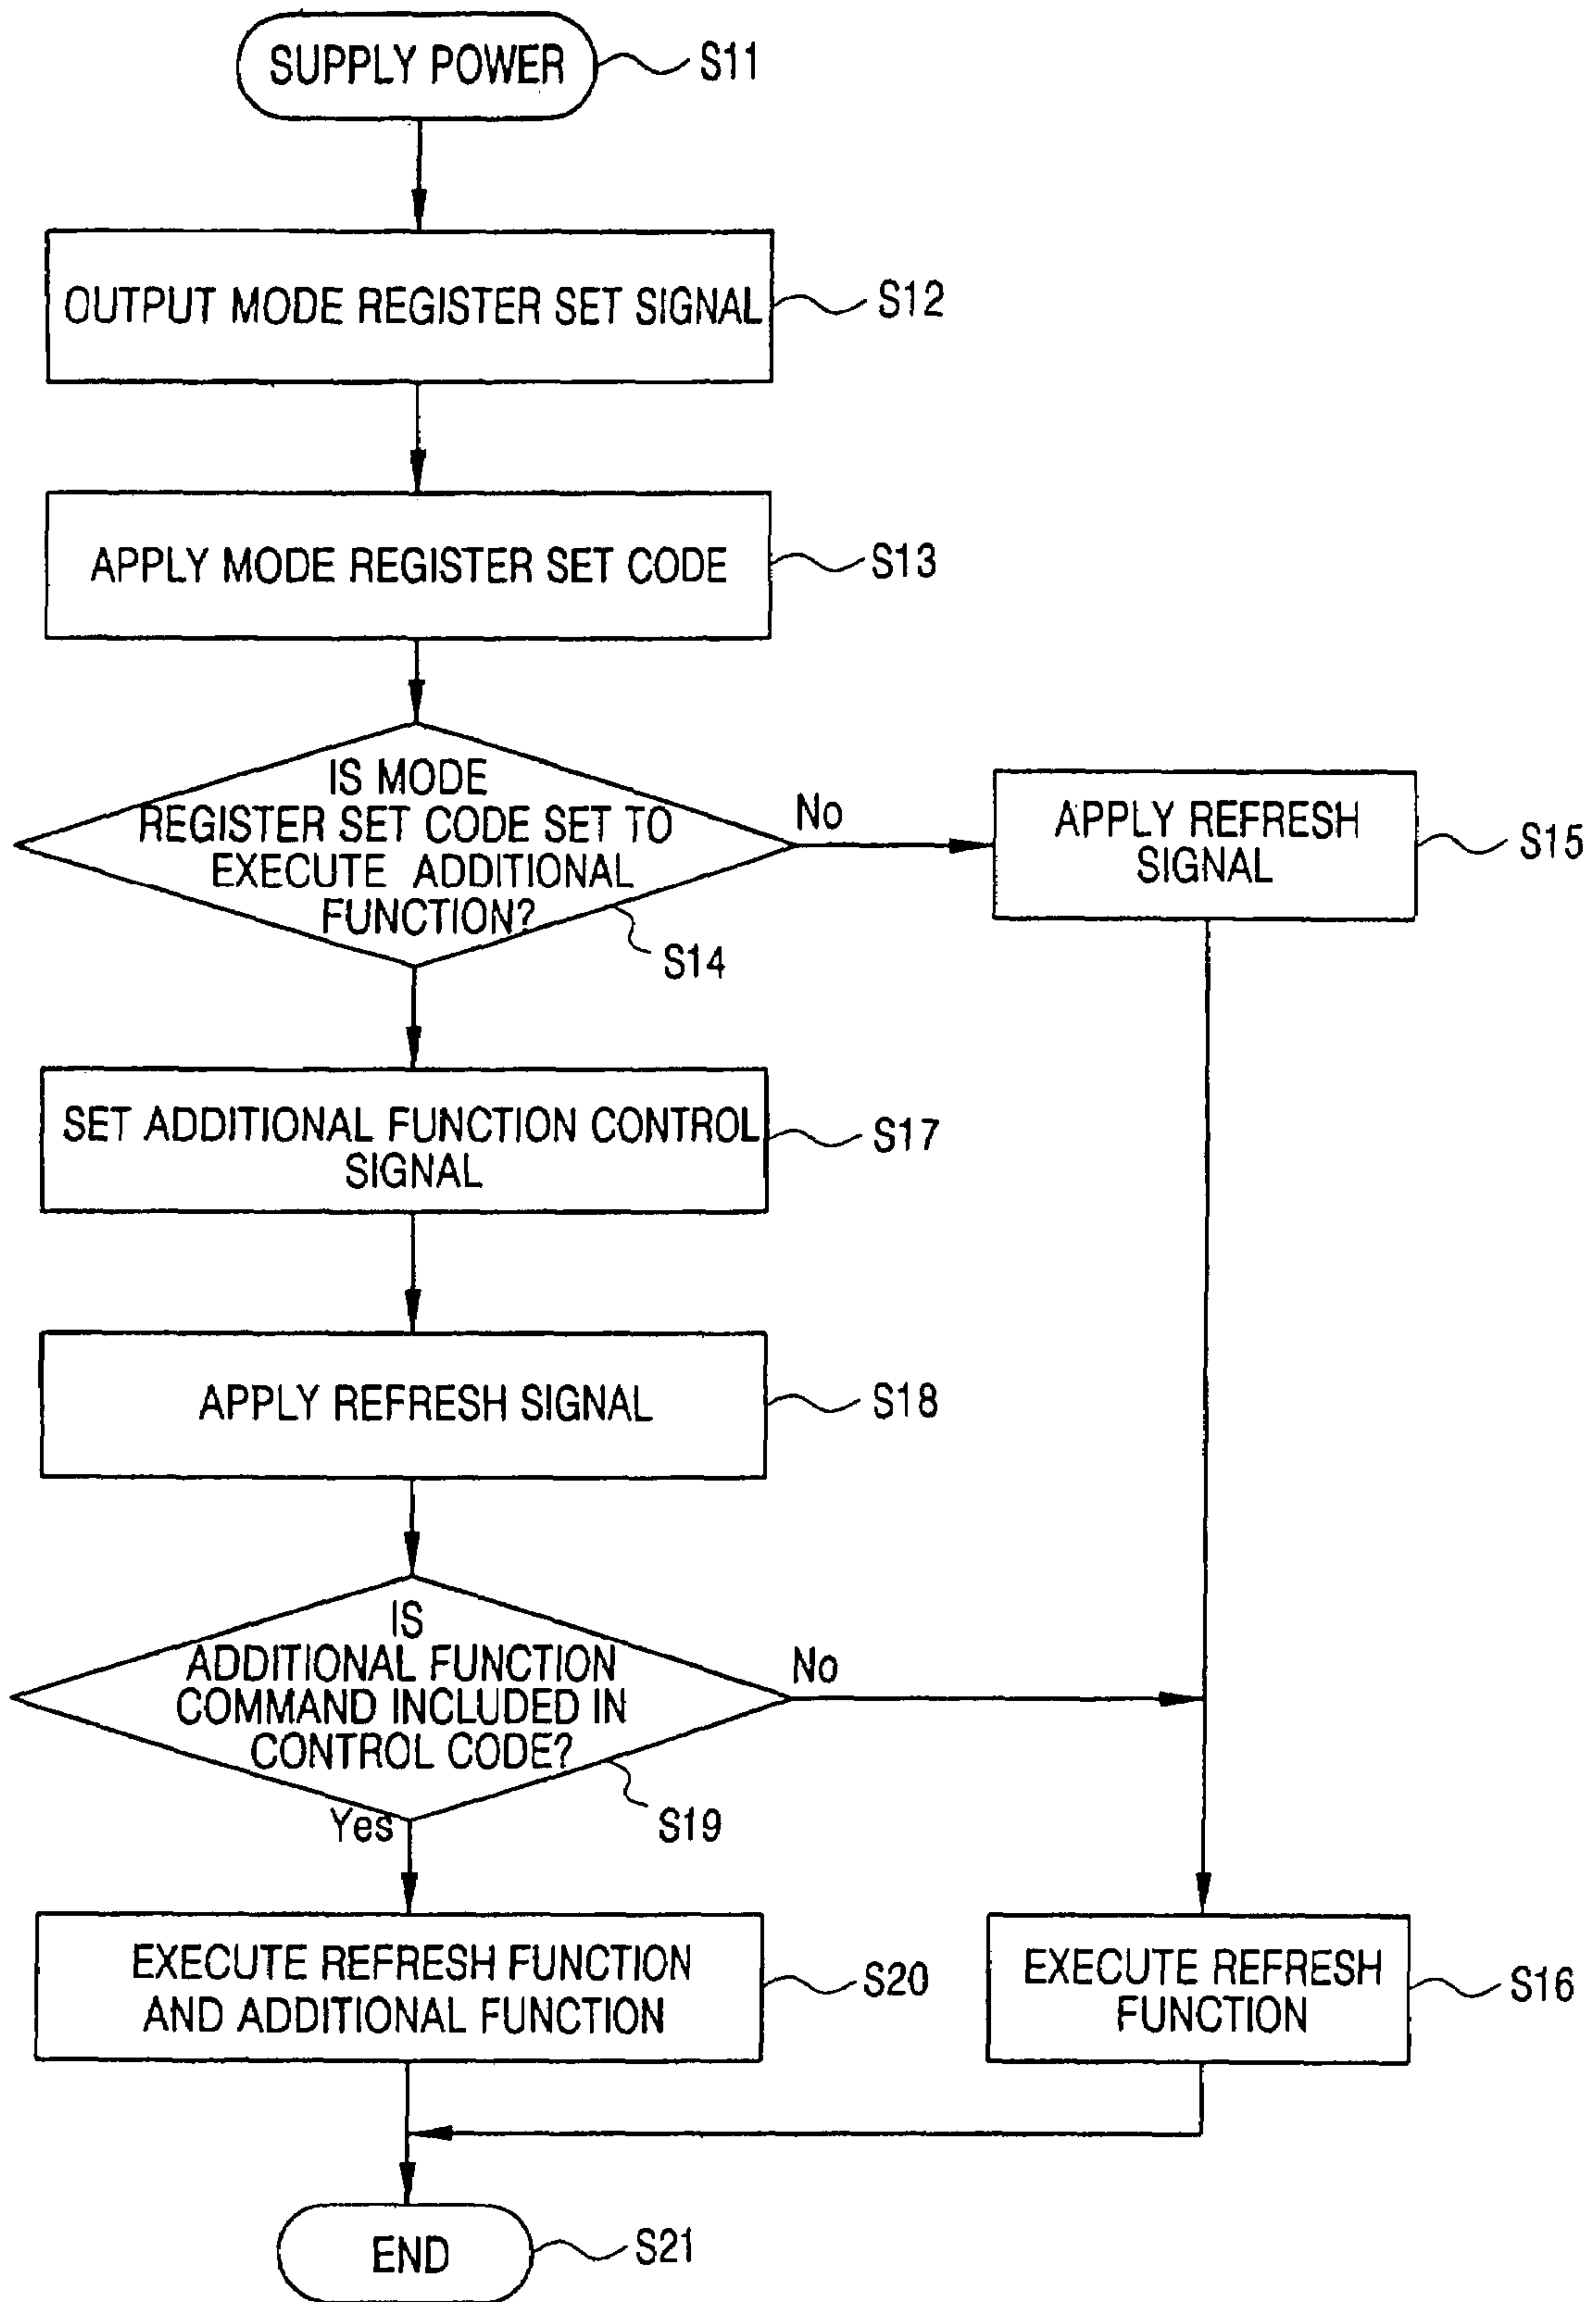 SUPPLY POWER
S11
OUTPUT MODE REGISTER SET SIGNAL
S12
APPLY MODE REGISTER SET CODE
S13
IS MODE
REGISTER SET CODE SET TO
EXECUTE ADDITIONAL
FUNCTION?
S14
No
APPLY REFRESH
SIGNAL
S15
SET ADDITIONAL FUNCTION CONTROL
SIGNAL
S17
APPLY REFRESH SIGNAL
S18
IS
ADDITIONAL FUNCTION
COMMAND INCLUDED IN
CONTROL CODE?
S19
No
Yes
EXECUTE REFRESH FUNCTION
AND ADDITIONAL FUNCTION
S20
EXECUTE REFRESH
FUNCTION
S16
END
S21